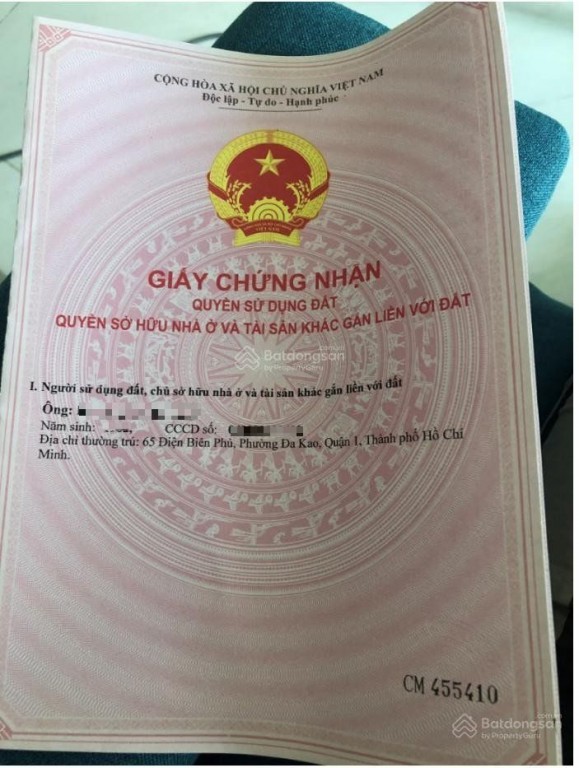 CỘNG HÒA XÃ HỘI CHỦ NGHĨA VIỆT NAM
Độc lập - Tự do - Hạnh phúc
GIẤY CHỨNG NHẬN
QUYỀN SỬ DỤNG ĐẤT
QUYỀN SỞ HỮU NHÀ Ở VÀ TÀI SẢN KHÁC GẮN LIỀN VỚI ĐẤT
Batdongsan
by PropertyGuru
I. Người sử dụng đất, chủ sở hữu nhà ở và tài sản khác gắn liền với đất
Ông:
Năm sinh: CCCD số:
Địa chỉ thường trú: 65 Điện Biên Phủ, Phường Đa Kao, Quận 1, Thành phố Hồ Chí
Minh.
CM 455410
Batdongsan
by PropertyGuru